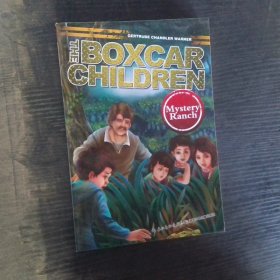 GERTRUDE CHANDLER WARNER
THE
BOXCAR
CHILDREN
Mystery
Ranch